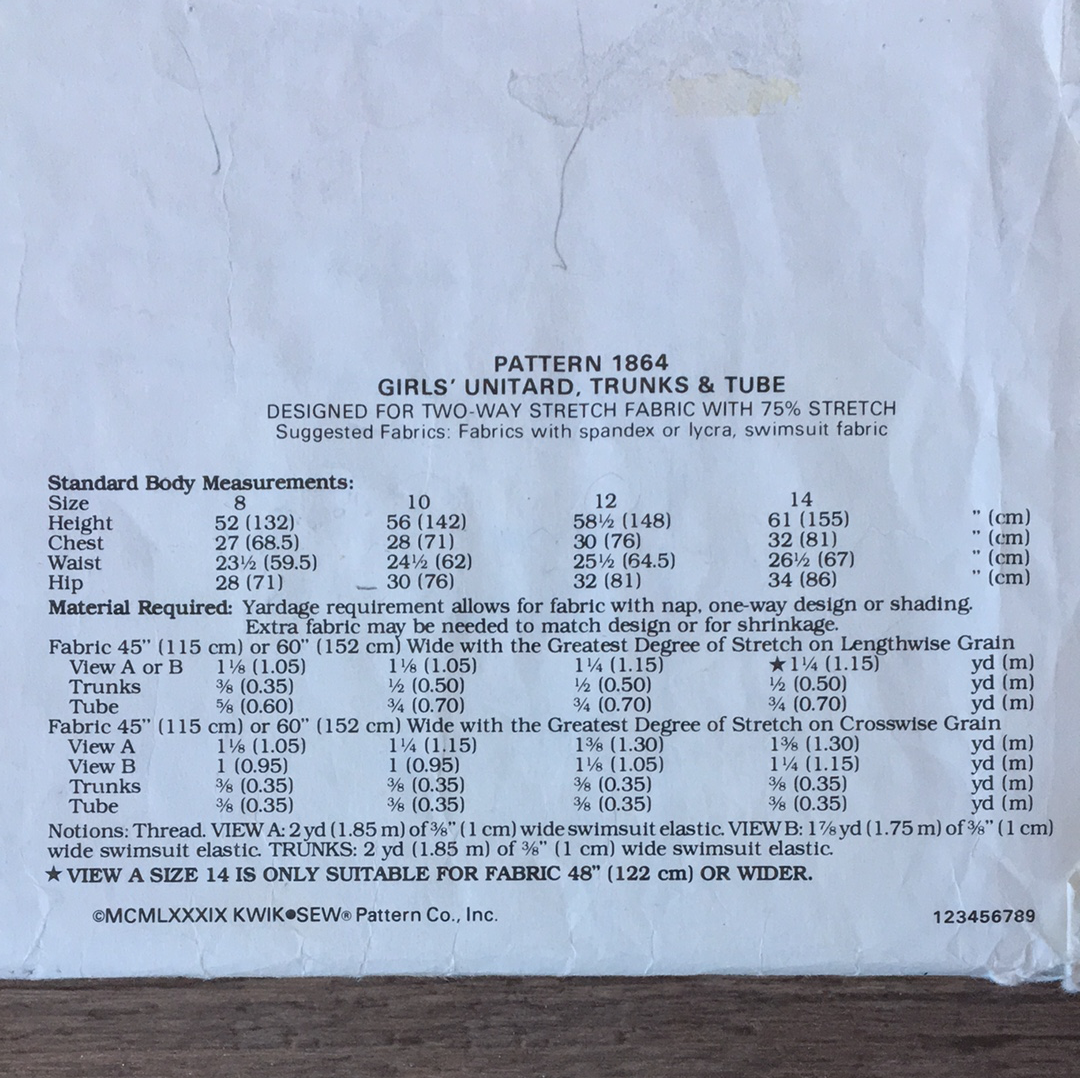 PATTERN 1864
GIRLS' UNITARD, TRUNKS & TUBE
DESIGNED FOR TWO-WAY STRETCH FABRIC WITH 75% STRETCH
Suggested Fabrics: Fabrics with spandex or lycra, swimsuit fabric
Standard Body Measurements:
Size 8 10 12 14
Height 52 (132) 56 (142) 58½ (148) 61 (155) " (cm)
Chest 27 (68.5) 28 (71) 30 (76) 32 (81) " (cm)
Waist 23½ (59.5) 24½ (62) 25½ (64.5) 26½ (67) " (cm)
Hip 28 (71) 30 (76) 32 (81) 34 (86) " (cm)
Material Required: Yardage requirement allows for fabric with nap, one-way design or shading.
Extra fabric may be needed to match design or for shrinkage.
Fabric 45" (115 cm) or 60" (152 cm) Wide with the Greatest Degree of Stretch on Lengthwise Grain
View A or B 1⅛ (1.05) 1⅛ (1.05) 1¼ (1.15) ★1¼ (1.15) yd (m)
Trunks ⅜ (0.35) ½ (0.50) ½ (0.50) ½ (0.50) yd (m)
Tube ⅝ (0.60) ¾ (0.70) ¾ (0.70) ¾ (0.70) yd (m)
Fabric 45" (115 cm) or 60" (152 cm) Wide with the Greatest Degree of Stretch on Crosswise Grain
View A 1⅛ (1.05) 1¼ (1.15) 1⅜ (1.30) 1⅜ (1.30) yd (m)
View B 1 (0.95) 1 (0.95) 1⅛ (1.05) 1¼ (1.15) yd (m)
Trunks ⅜ (0.35) ⅜ (0.35) ⅜ (0.35) ⅜ (0.35) yd (m)
Tube ⅜ (0.35) ⅜ (0.35) ⅜ (0.35) ⅜ (0.35) yd (m)
Notions: Thread. VIEW A: 2 yd (1.85 m) of ⅜" (1 cm) wide swimsuit elastic. VIEW B: 1⅞ yd (1.75 m) of ⅜" (1 cm)
wide swimsuit elastic. TRUNKS: 2 yd (1.85 m) of ⅜" (1 cm) wide swimsuit elastic.
★ VIEW A SIZE 14 IS ONLY SUITABLE FOR FABRIC 48" (122 cm) OR WIDER.
©MCMLXXXIX KWIK●SEW® Pattern Co., Inc. 123456789